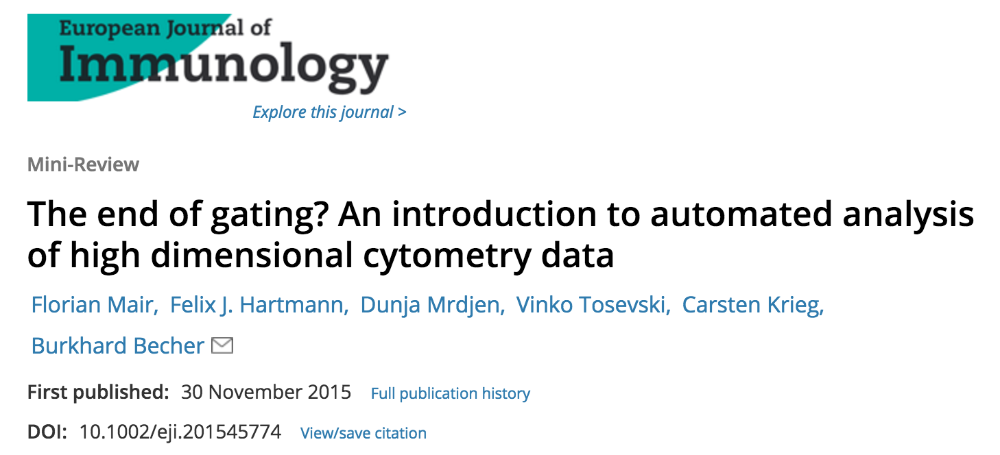 European Journal of
Immunology
Explore this journal >
Mini-Review
The end of gating? An introduction to automated analysis
of high dimensional cytometry data
Florian Mair, Felix J. Hartmann, Dunja Mrdjen, Vinko Tosevski, Carsten Krieg,
Burkhard Becher
First published: 30 November 2015 Full publication history
DOI: 10.1002/eji.201545774 View/save citation